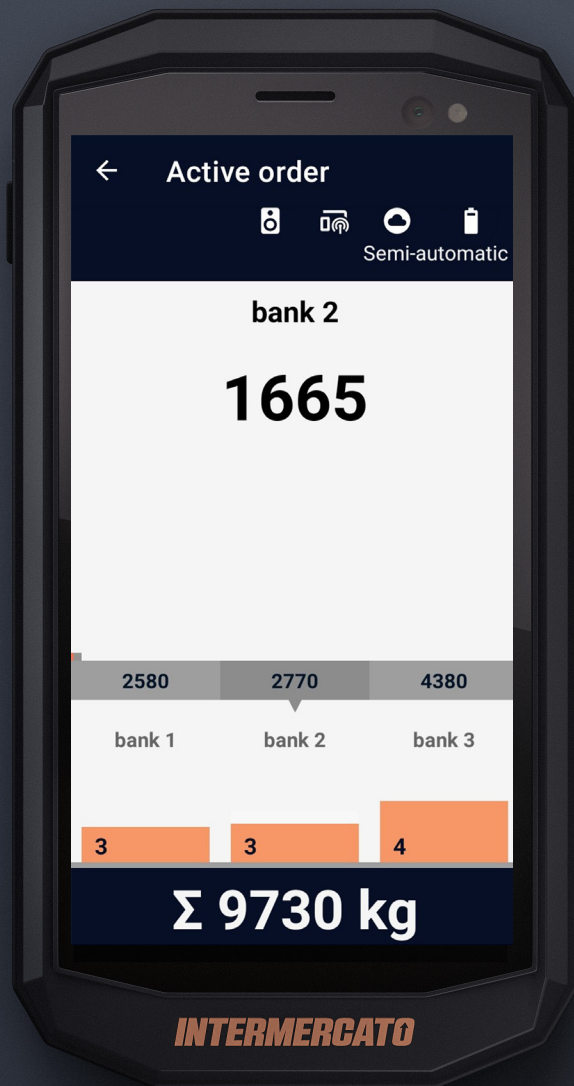 Active order
Semi-automatic
bank 2
1665
2580 2770 4380
bank 1 bank 2 bank 3
3 3 4
Σ 9730 kg
INTERMERCATO